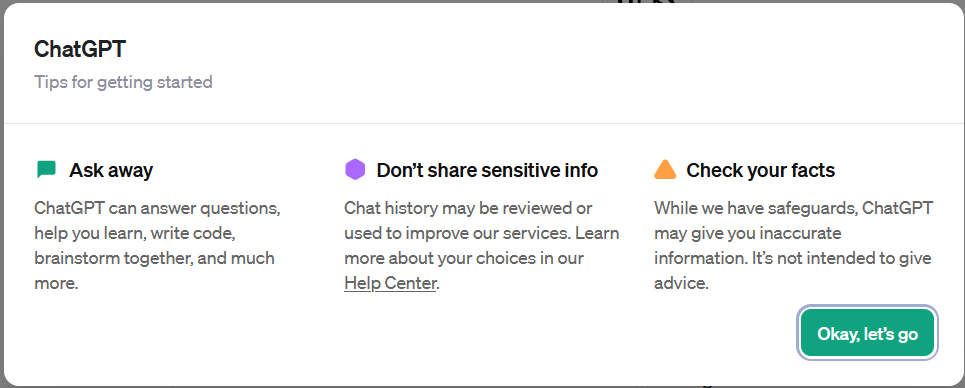 ChatGPT
Tips for getting started
Ask away
ChatGPT can answer questions,
help you learn, write code,
brainstorm together, and much
more.
Don’t share sensitive info
Chat history may be reviewed or
used to improve our services. Learn
more about your choices in our
Help Center.
Check your facts
While we have safeguards, ChatGPT
may give you inaccurate
information. It’s not intended to give
advice.
Okay, let’s go